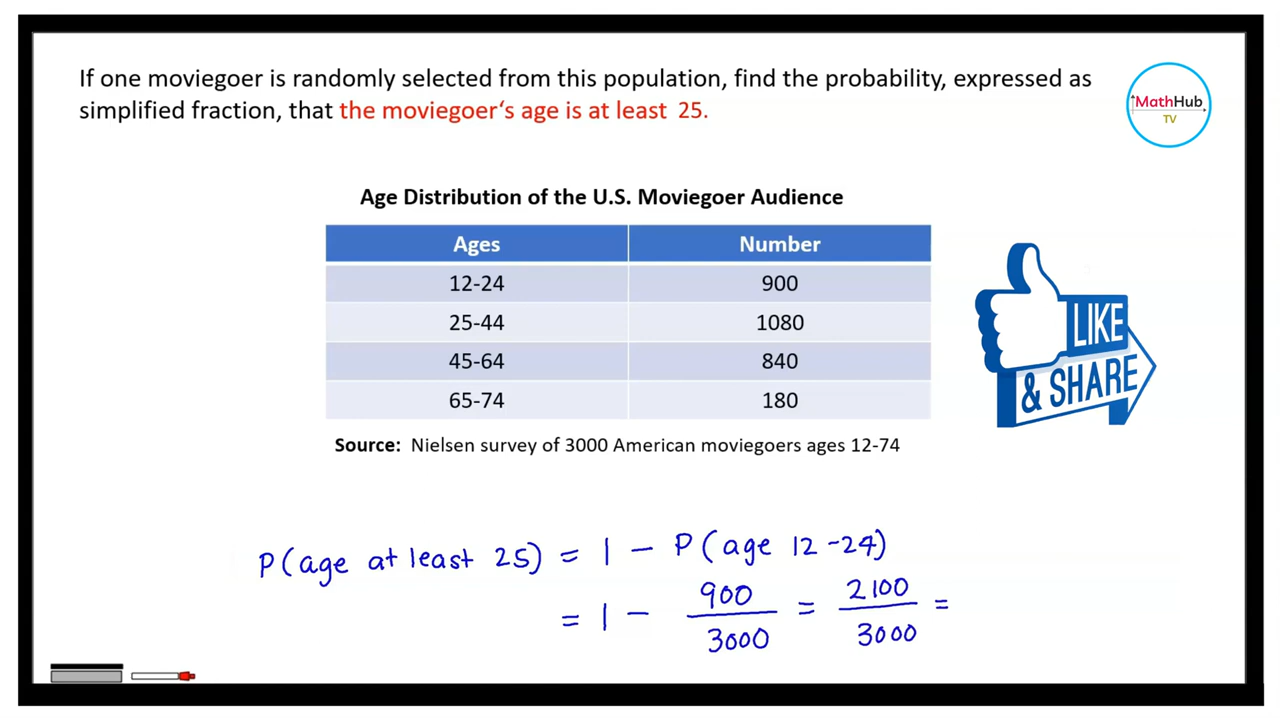 If one moviegoer is randomly selected from this population, find the probability, expressed as
simplified fraction, that the moviegoer‘s age is at least 25.
MathHub
TV
Age Distribution of the U.S. Moviegoer Audience
Ages Number
12-24 900
25-44 1080
45-64 840
65-74 180
Source: Nielsen survey of 3000 American moviegoers ages 12-74
LIKE
& SHARE
P(age at least 25) = 1 - P(age 12-24)
= 1 - 900/3000 = 2100/3000 =